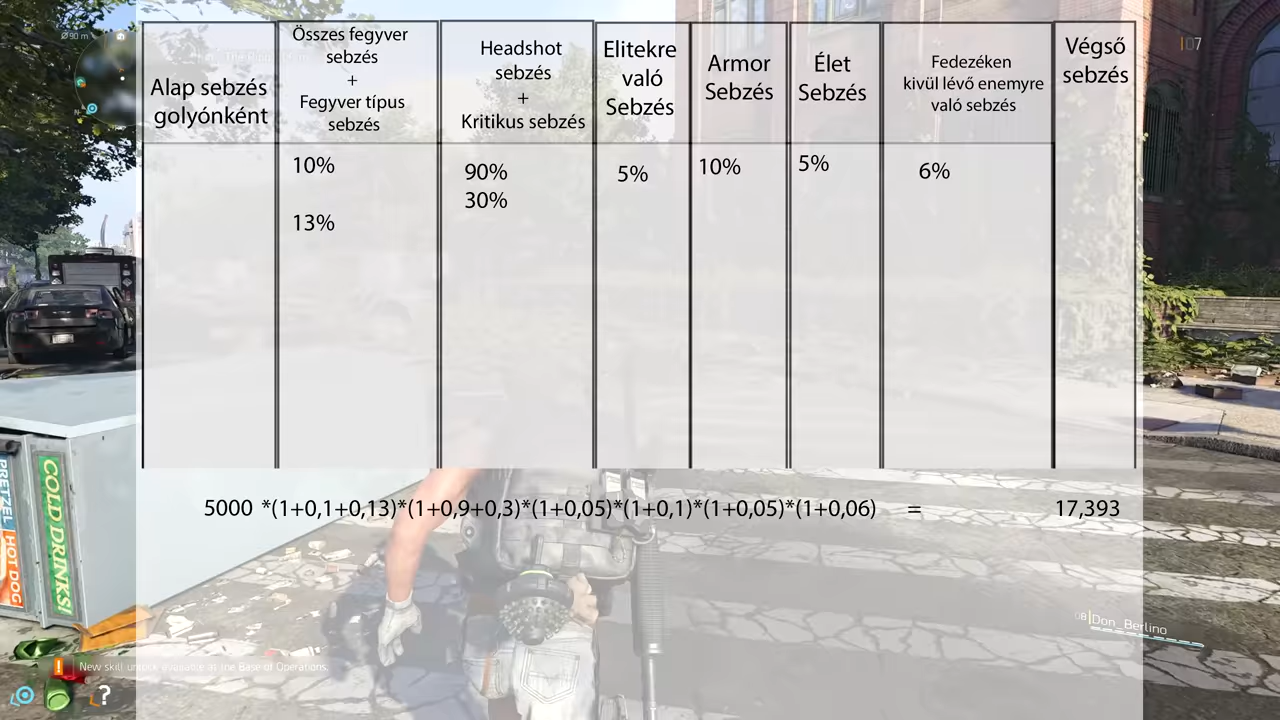 90 m
07
Alap sebzés
golyónként
Összes fegyver
sebzés
+
Fegyver típus
sebzés
Headshot
sebzés
+
Kritikus sebzés
Elitekre
való
Sebzés
Armor
Sebzés
Élet
Sebzés
Fedezéken
kivül lévő enemyre
való sebzés
Végső
sebzés
10%
13%
90%
30%
5%
10%
5%
6%
5000 *(1+0,1+0,13)*(1+0,9+0,3)*(1+0,05)*(1+0,1)*(1+0,05)*(1+0,06) = 17,393
PRETZEL HOT DOG
COLD DRINKS!
Don_Berlino
New skill unlock available at the Base of Operations.
?